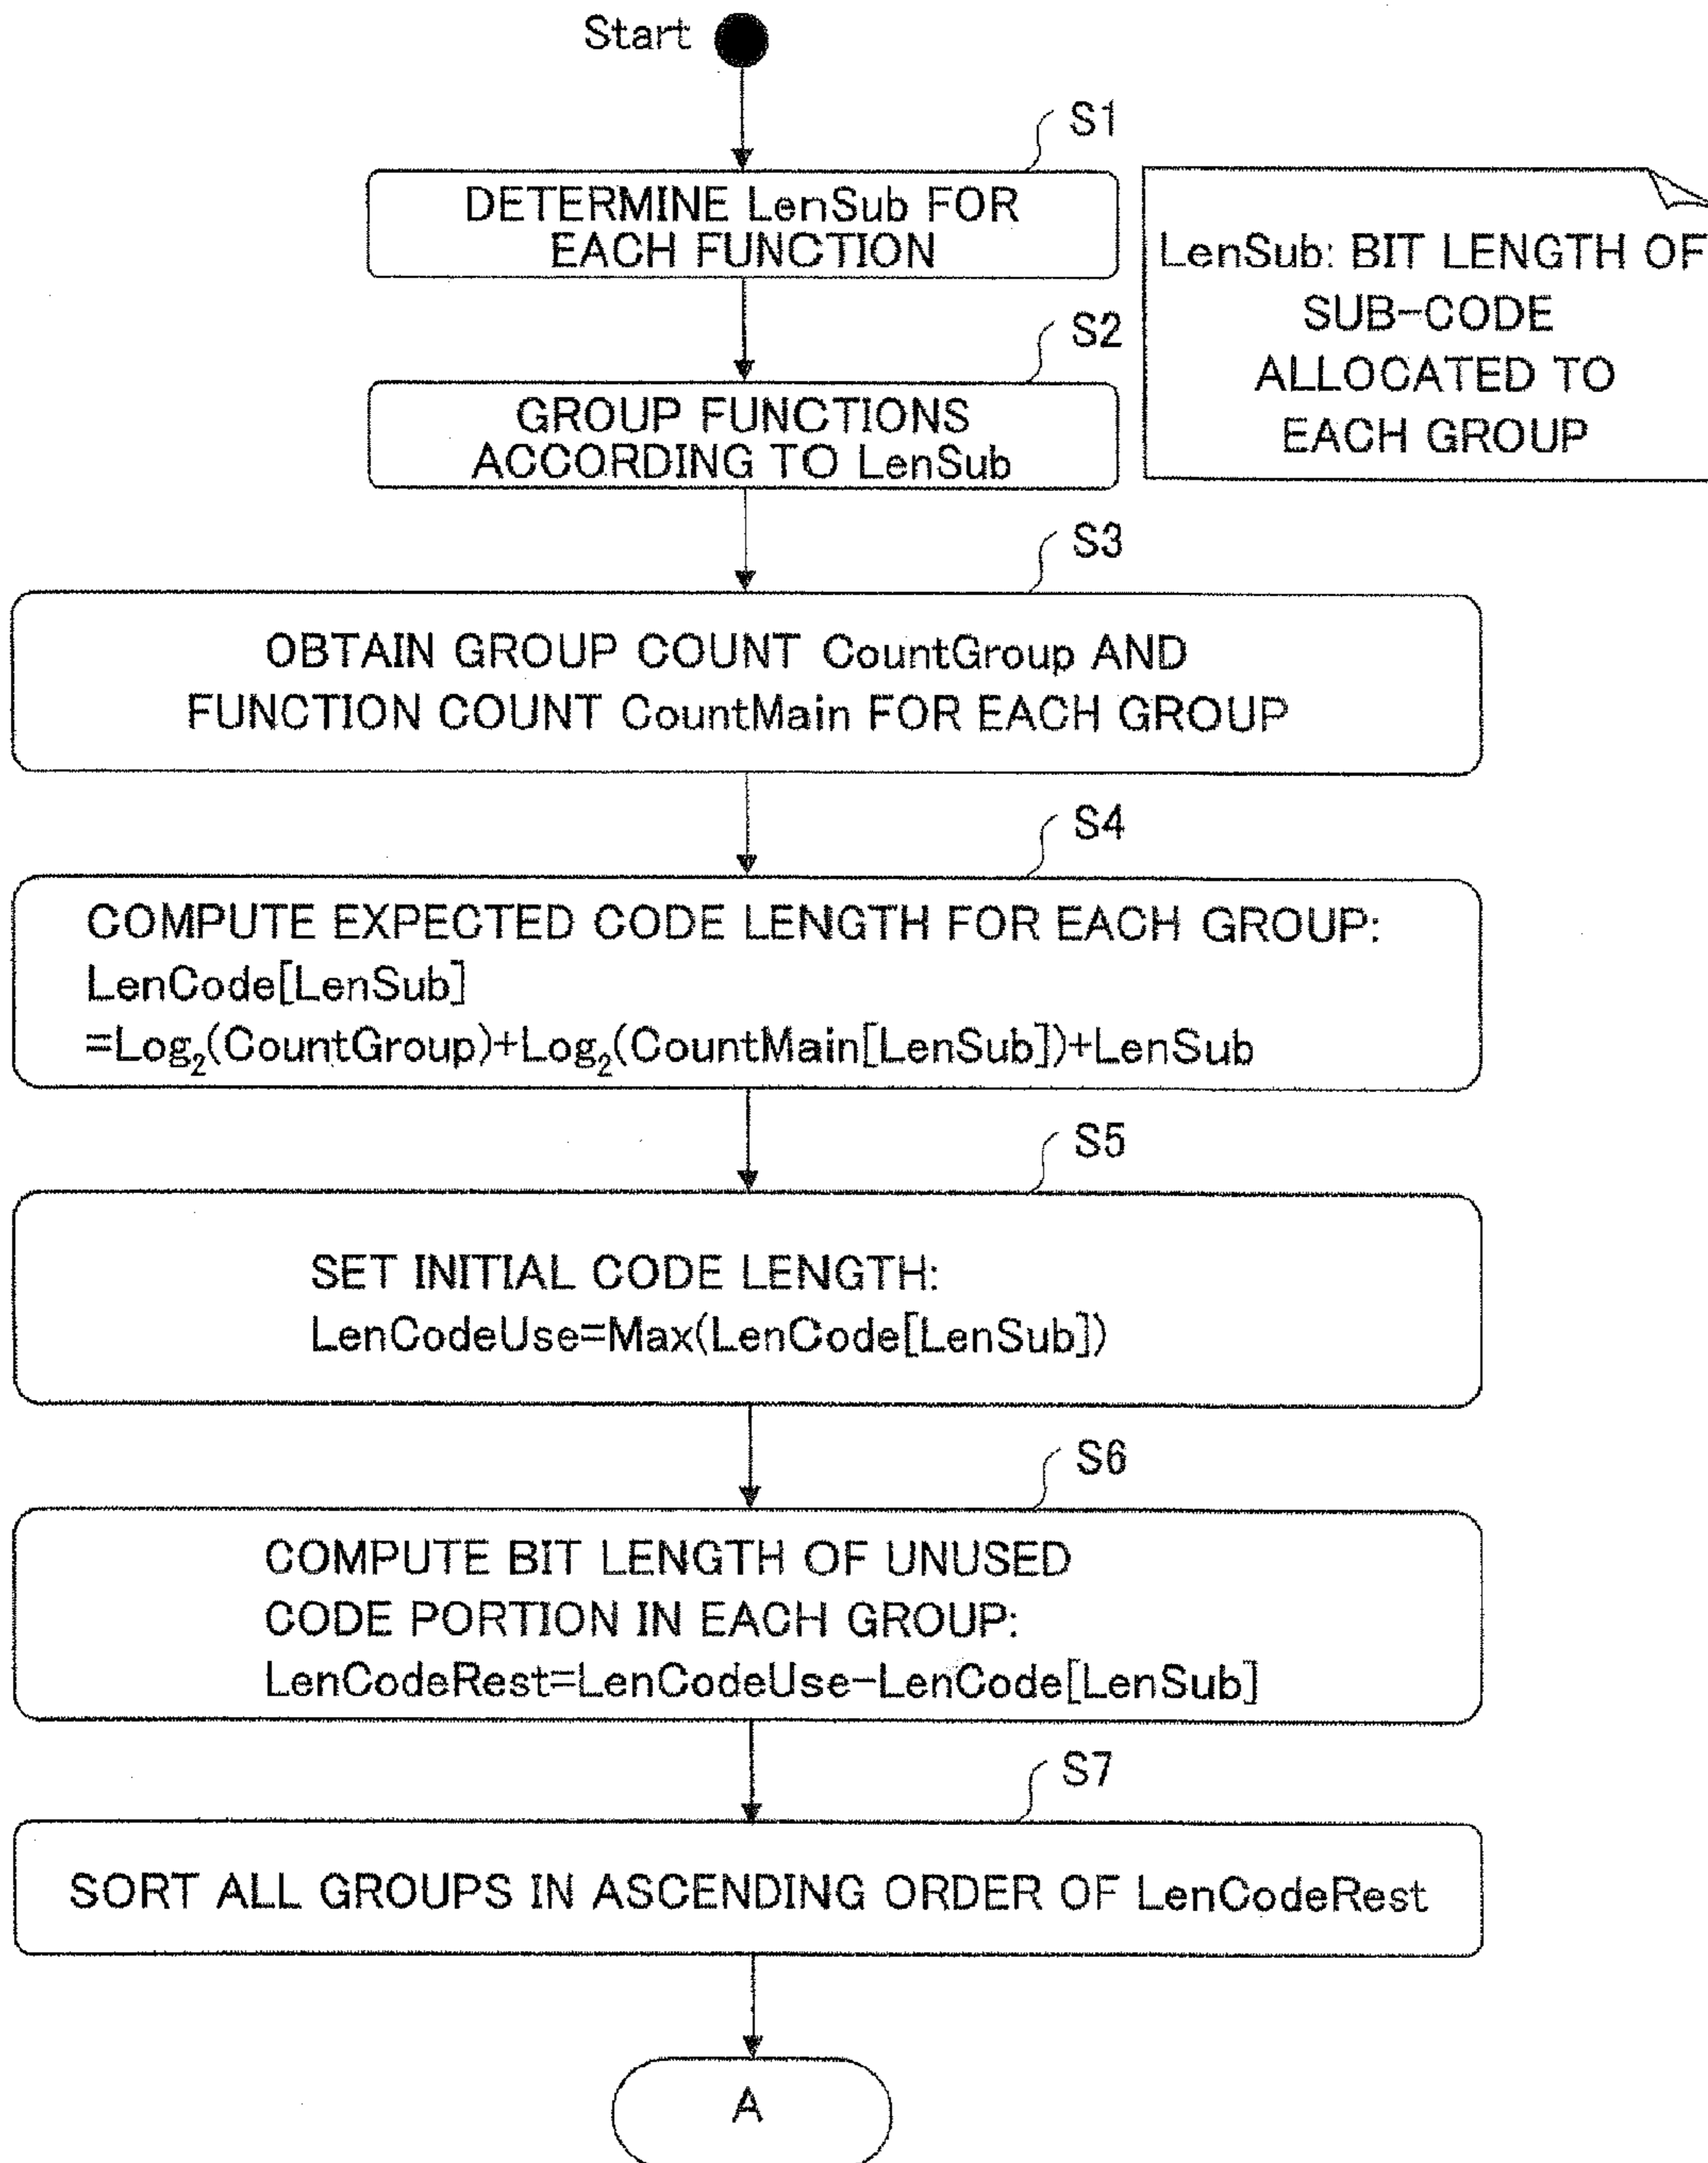 Start
S1
DETERMINE LenSub FOR
EACH FUNCTION
LenSub: BIT LENGTH OF
SUB-CODE
ALLOCATED TO
EACH GROUP
S2
GROUP FUNCTIONS
ACCORDING TO LenSub
S3
OBTAIN GROUP COUNT CountGroup AND
FUNCTION COUNT CountMain FOR EACH GROUP
S4
COMPUTE EXPECTED CODE LENGTH FOR EACH GROUP:
LenCode[LenSub]
=Log₂(CountGroup)+Log₂(CountMain[LenSub])+LenSub
S5
SET INITIAL CODE LENGTH:
LenCodeUse=Max(LenCode[LenSub])
S6
COMPUTE BIT LENGTH OF UNUSED
CODE PORTION IN EACH GROUP:
LenCodeRest=LenCodeUse-LenCode[LenSub]
S7
SORT ALL GROUPS IN ASCENDING ORDER OF LenCodeRest
A